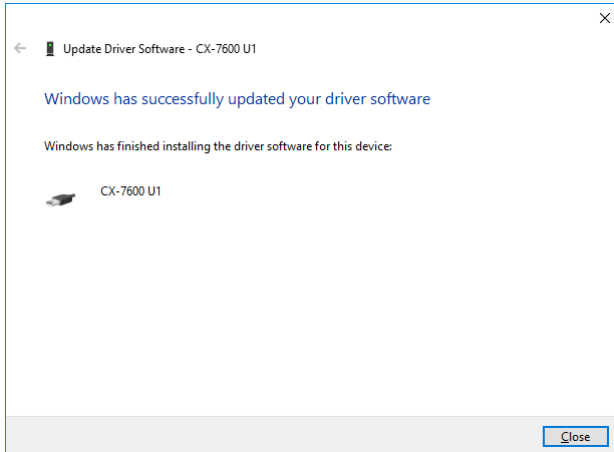 Update Driver Software - CX-7600 U1
Windows has successfully updated your driver software
Windows has finished installing the driver software for this device:
CX-7600 U1
Close